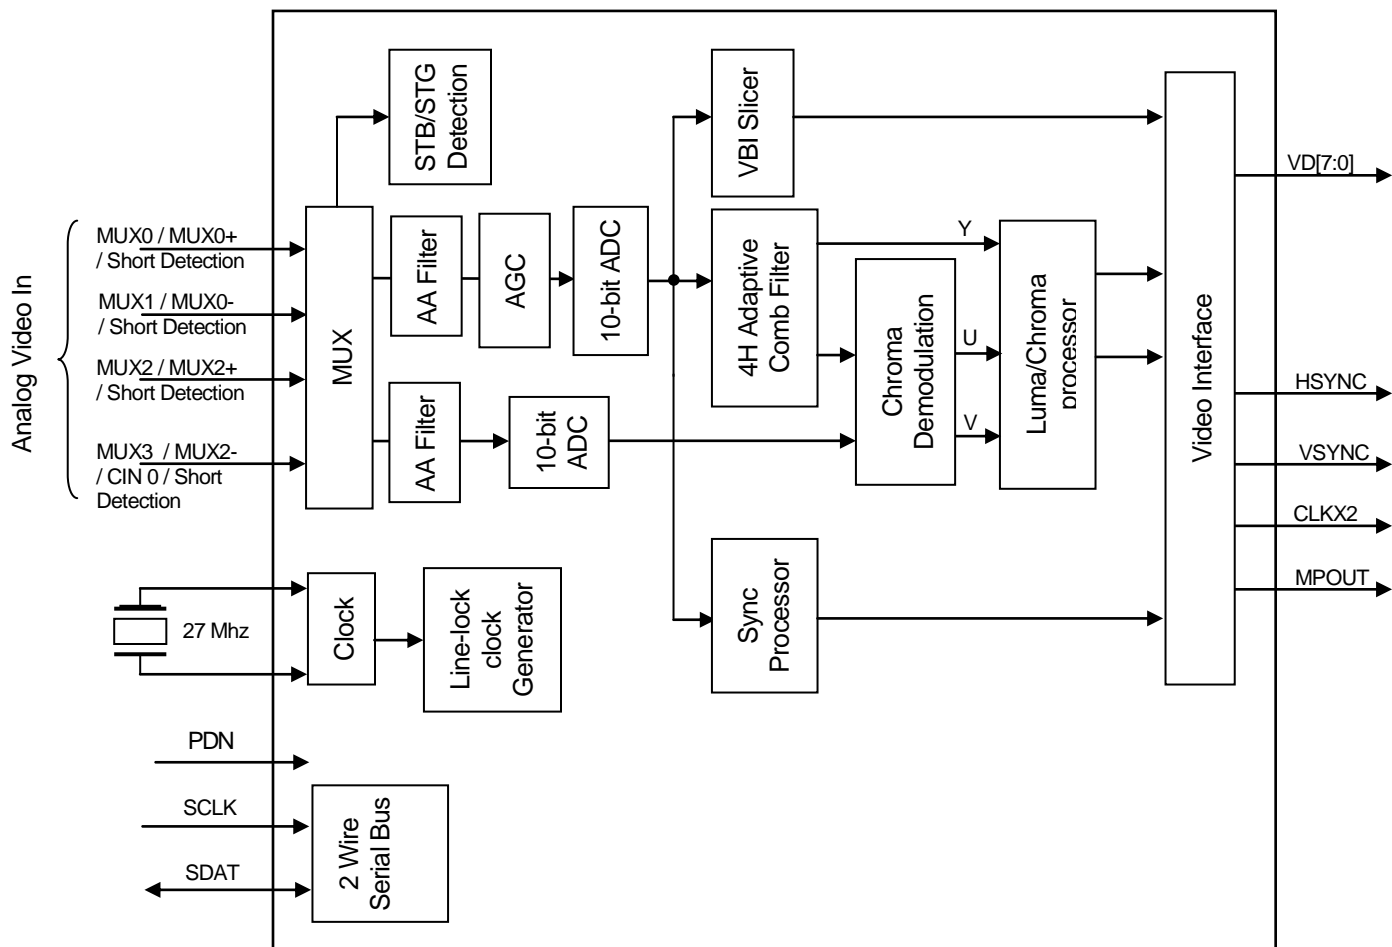 Analog Video In
MUX0 / MUX0+
/ Short Detection
MUX1 / MUX0-
/ Short Detection
MUX2 / MUX2+
/ Short Detection
MUX3 / MUX2-
/ CIN 0 / Short
Detection
MUX
STB/STG
Detection
AA Filter
AGC
10-bit ADC
AA Filter
10-bit
ADC
VBI Slicer
4H Adaptive
Comb Filter
Y
Chroma
Demodulation
U
V
Luma/Chroma
processor
Sync
Processor
Video Interface
VD[7:0]
HSYNC
VSYNC
CLKX2
MPOUT
27 Mhz
Clock
Line-lock
clock
Generator
PDN
SCLK
SDAT
2 Wire
Serial Bus